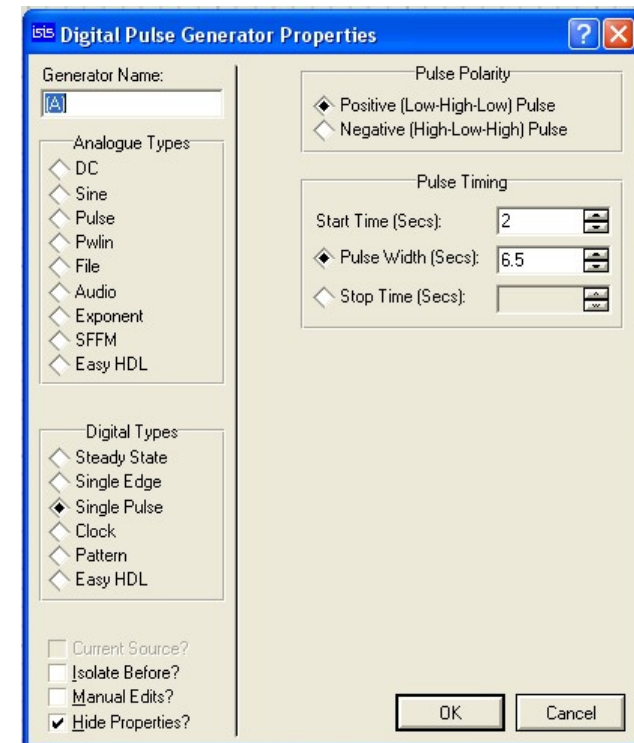 isis Digital Pulse Generator Properties
Generator Name:
(A)
Analogue Types
DC
Sine
Pulse
Pwlin
File
Audio
Exponent
SFFM
Easy HDL
Digital Types
Steady State
Single Edge
Single Pulse
Clock
Pattern
Easy HDL
Current Source?
Isolate Before?
Manual Edits?
Hide Properties?
Pulse Polarity
Positive (Low-High-Low) Pulse
Negative (High-Low-High) Pulse
Pulse Timing
Start Time (Secs): 2
Pulse Width (Secs): 6.5
Stop Time (Secs):
OK Cancel